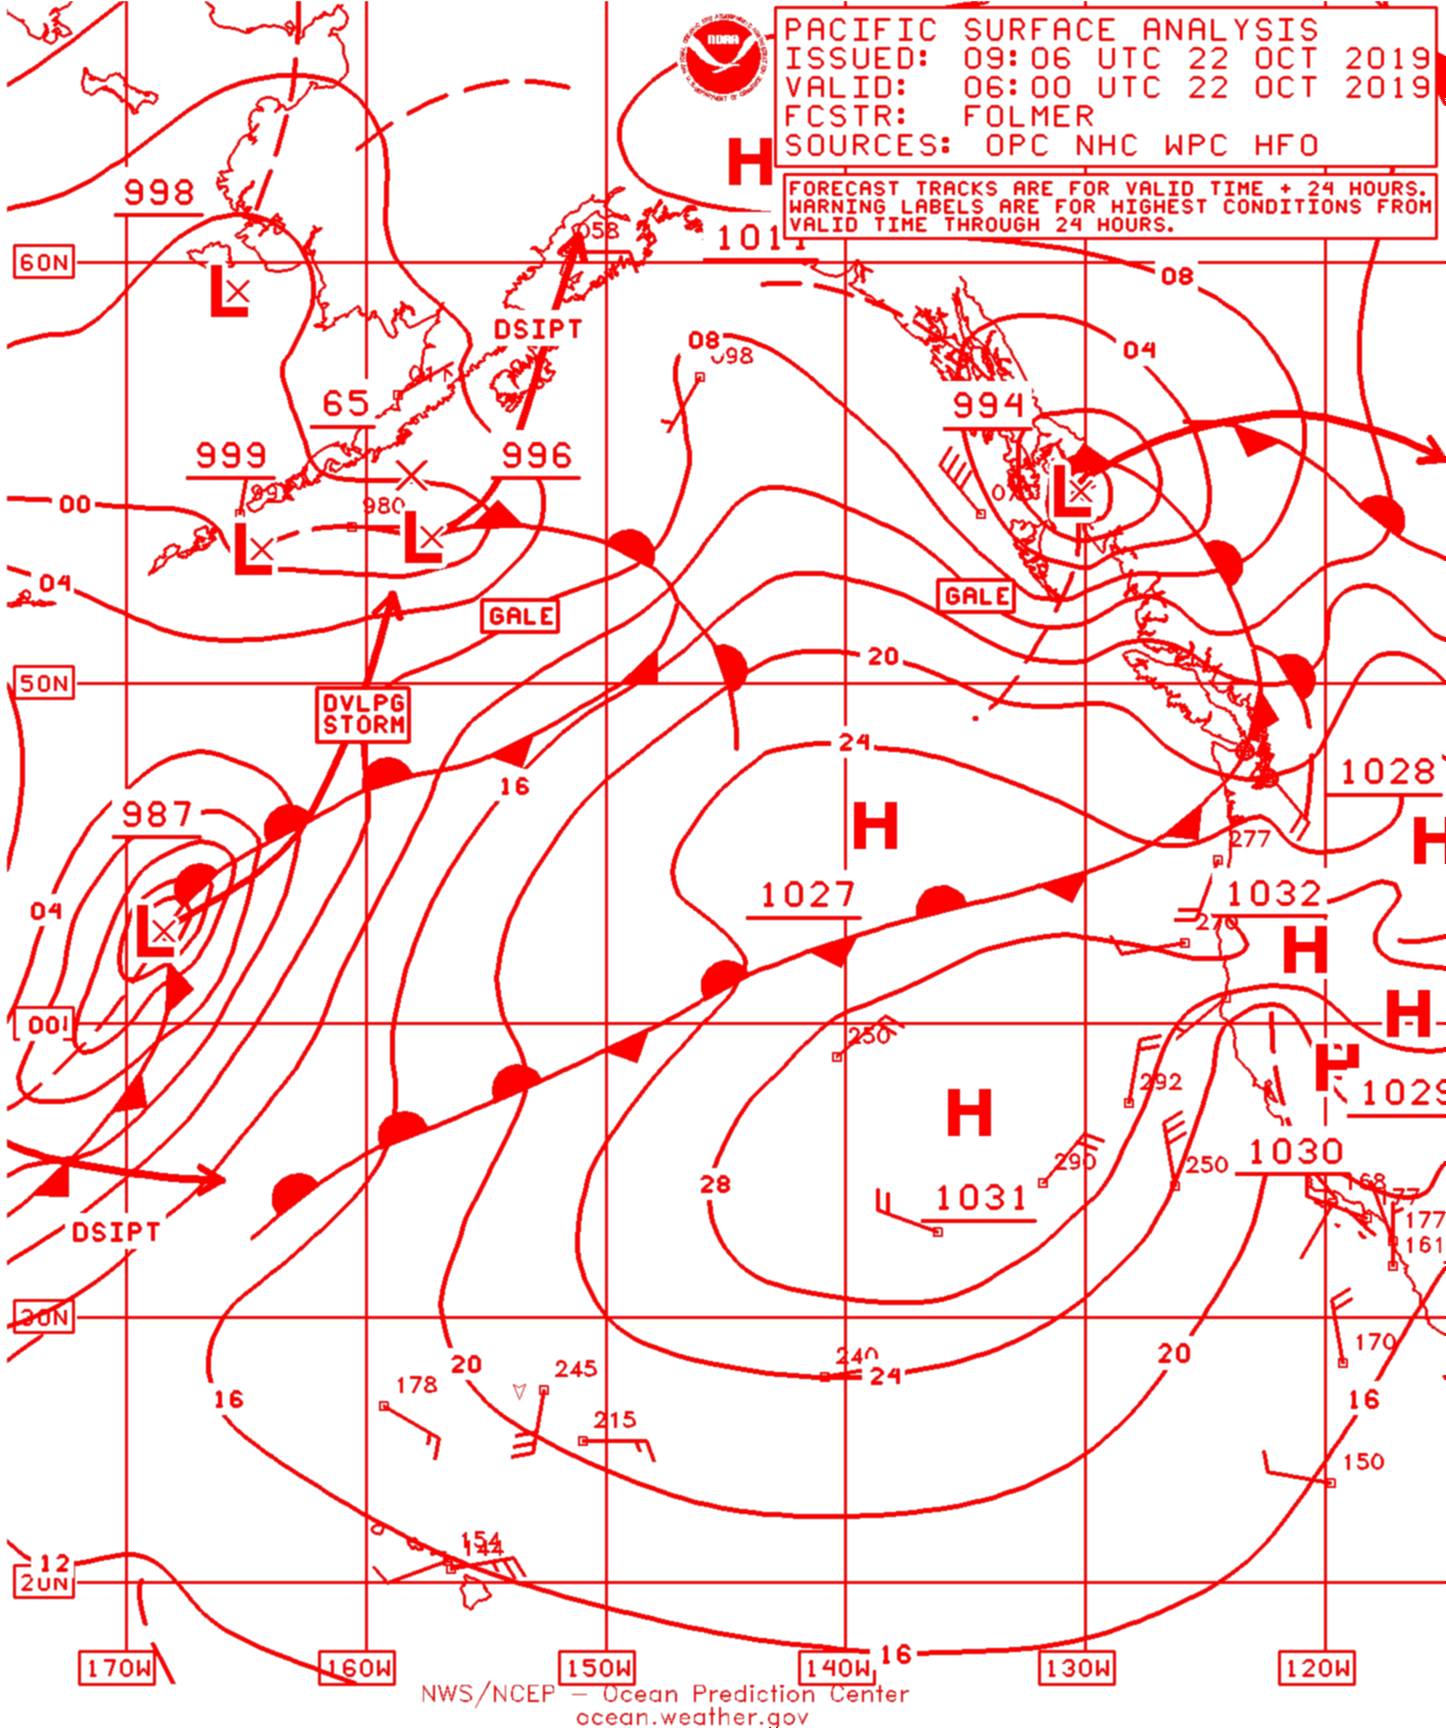 PACIFIC SURFACE ANALYSIS
ISSUED: 09:06 UTC 22 OCT 2019
VALID: 06:00 UTC 22 OCT 2019
FCSTR: FOLMER
SOURCES: OPC NHC WPC HFO
FORECAST TRACKS ARE FOR VALID TIME + 24 HOURS.
WARNING LABELS ARE FOR HIGHEST CONDITIONS FROM
VALID TIME THROUGH 24 HOURS.
NOAA
H
998
058
60N
L
08
DSIPT
08
098
04
65
994
999
996
00
980
L
L
L
04
GALE
GALE
20
50N
DVLPG
STORM
24
1028
16
987
H
H
277
04
1027
1032
L
270
H
H
250
292
H
1029
290
250
1030
28
1031
168
177
177
161
DSIPT
30N
170
20
245
240
24
20
16
178
16
215
150
154
144
12
20N
16
170W
160W
150W
140W
130W
120W
NWS/NCEP – Ocean Prediction Center
ocean.weather.gov